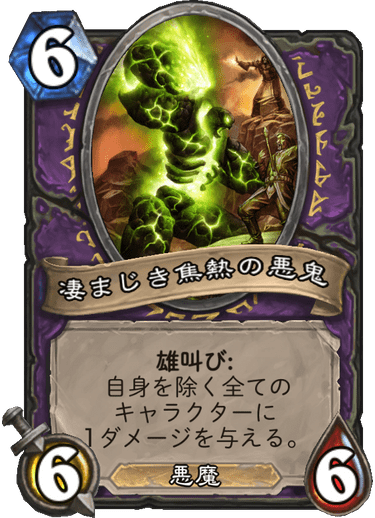 6
凄まじき焦熱の悪鬼
雄叫び:
自身を除く全ての
キャラクターに
1ダメージを与える。
6
悪魔
6